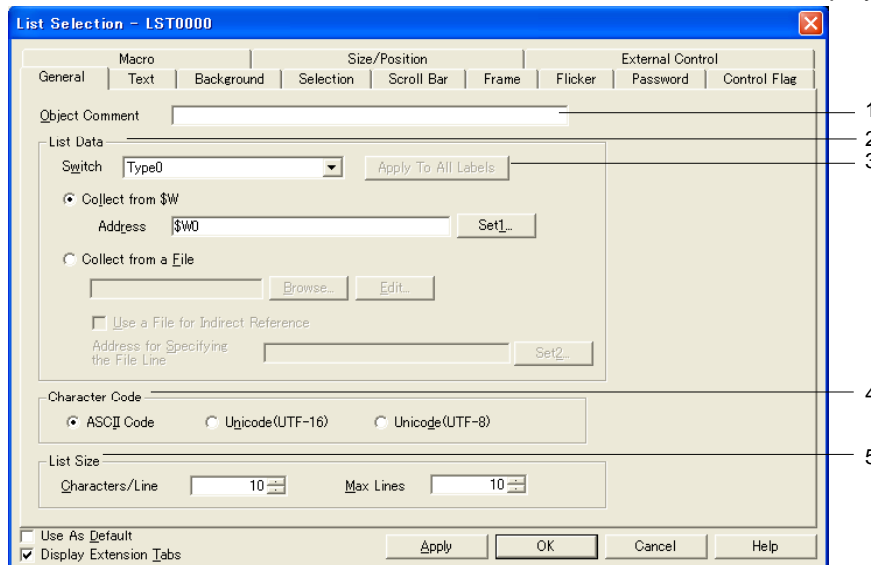 List Selection - LST0000
Macro Size/Position External Control
General Text Background Selection Scroll Bar Frame Flicker Password Control Flag
Object Comment 1
List Data 2
Switch Type0 Apply To All Labels 3
Collect from $W
Address $W0 Set1...
Collect from a File
Browse... Edit...
Use a File for Indirect Reference
Address for Specifying
the File Line Set2...
Character Code 4
ASCII Code Unicode(UTF-16) Unicode(UTF-8)
List Size 5
Characters/Line 10 Max Lines 10
Use As Default
Display Extension Tabs Apply OK Cancel Help